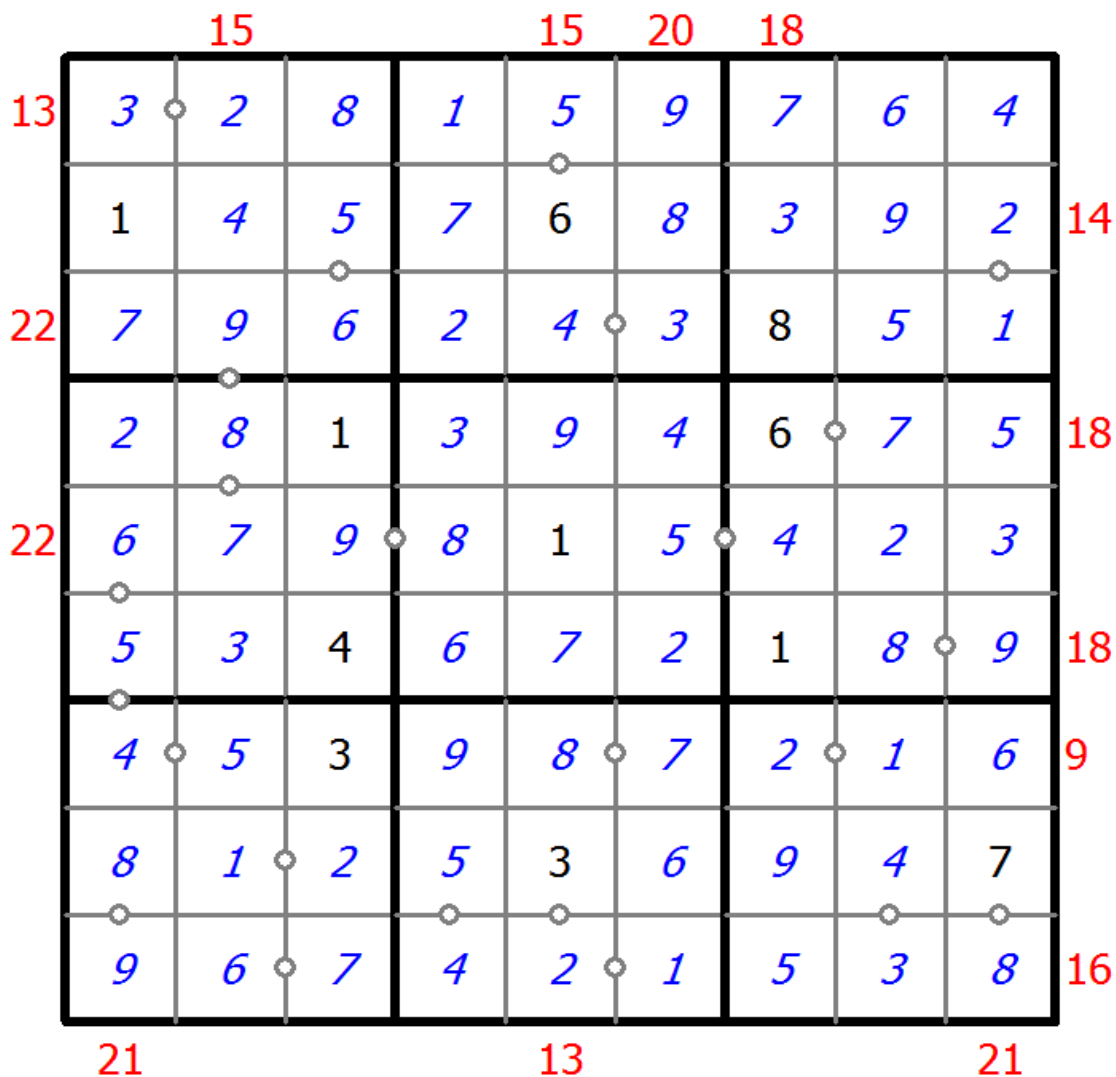 15 15 20 18
13 3 2 8 1 5 9 7 6 4
1 4 5 7 6 8 3 9 2 14
22 7 9 6 2 4 3 8 5 1
2 8 1 3 9 4 6 7 5 18
22 6 7 9 8 1 5 4 2 3
5 3 4 6 7 2 1 8 9 18
4 5 3 9 8 7 2 1 6 9
8 1 2 5 3 6 9 4 7
9 6 7 4 2 1 5 3 8 16
21 13 21